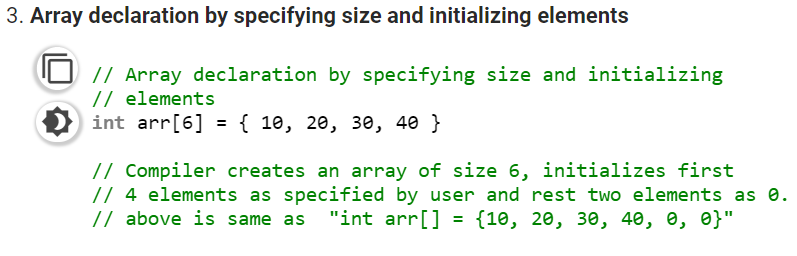 3. Array declaration by specifying size and initializing elements
// Array declaration by specifying size and initializing
// elements
int arr[6] = { 10, 20, 30, 40 }
// Compiler creates an array of size 6, initializes first
// 4 elements as specified by user and rest two elements as 0.
// above is same as  "int arr[] = {10, 20, 30, 40, 0, 0}"